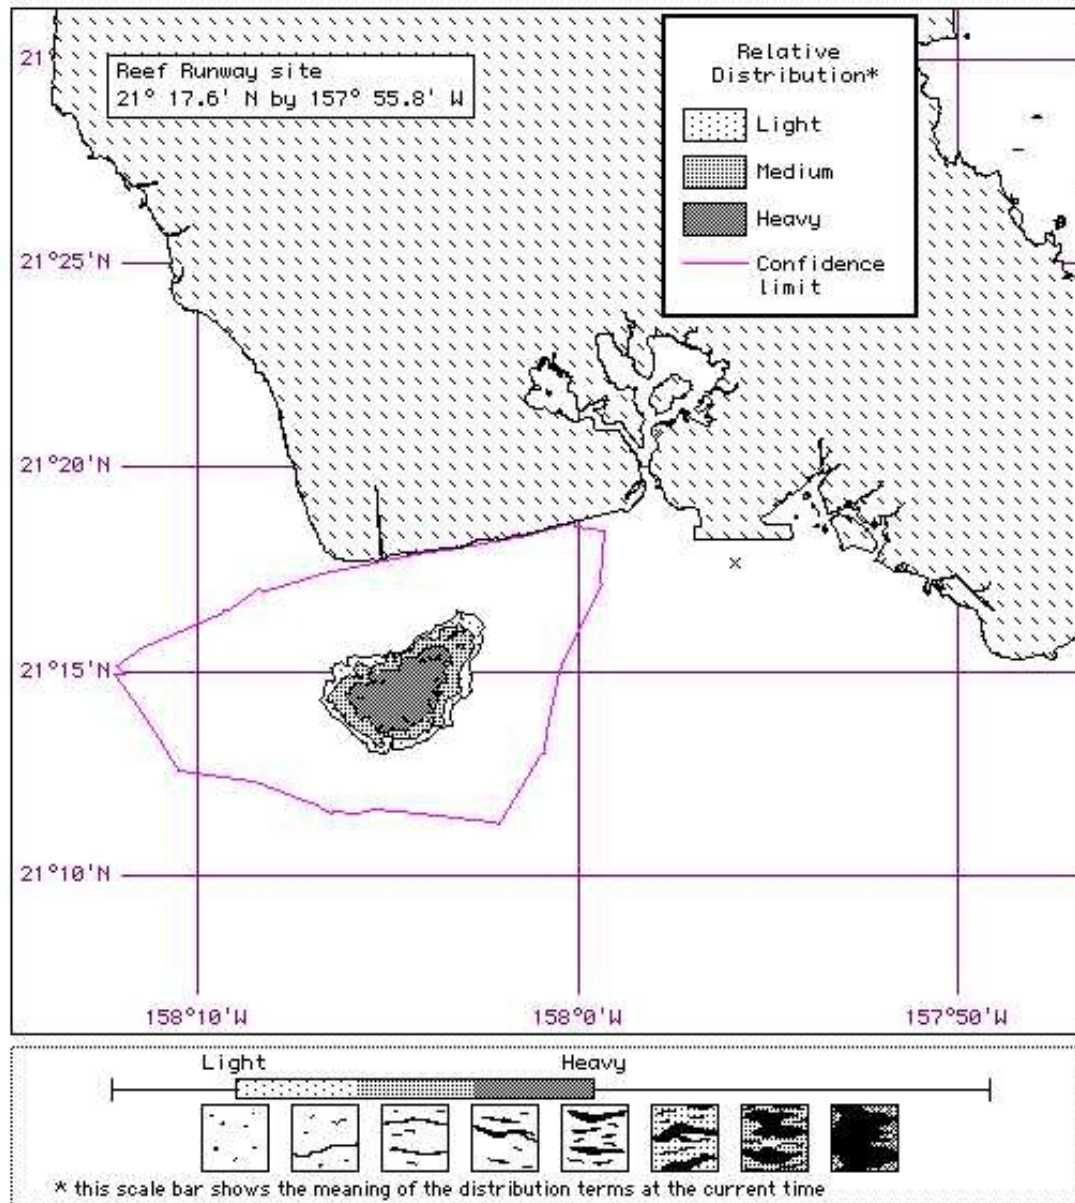 21°
Reef Runway site
21° 17.6' N by 157° 55.8' W
Relative
Distribution*
Light
Medium
Heavy
Confidence
limit
21°25'N
21°20'N
21°15'N
21°10'N
158°10'W
158°0'W
157°50'W
Light
Heavy
* this scale bar shows the meaning of the distribution terms at the current time